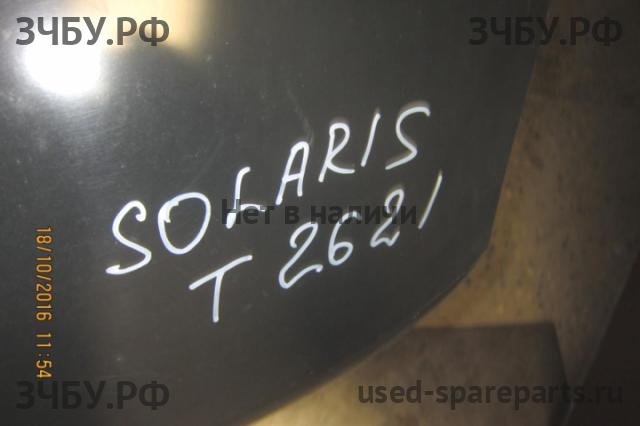 ЗЧБУ.РФ
ЗЧБУ.РФ
SOLARIS
Нет в наличии
T 2621
18/10/2016 11:54
ЗЧБУ.РФ
used-spareparts.ru